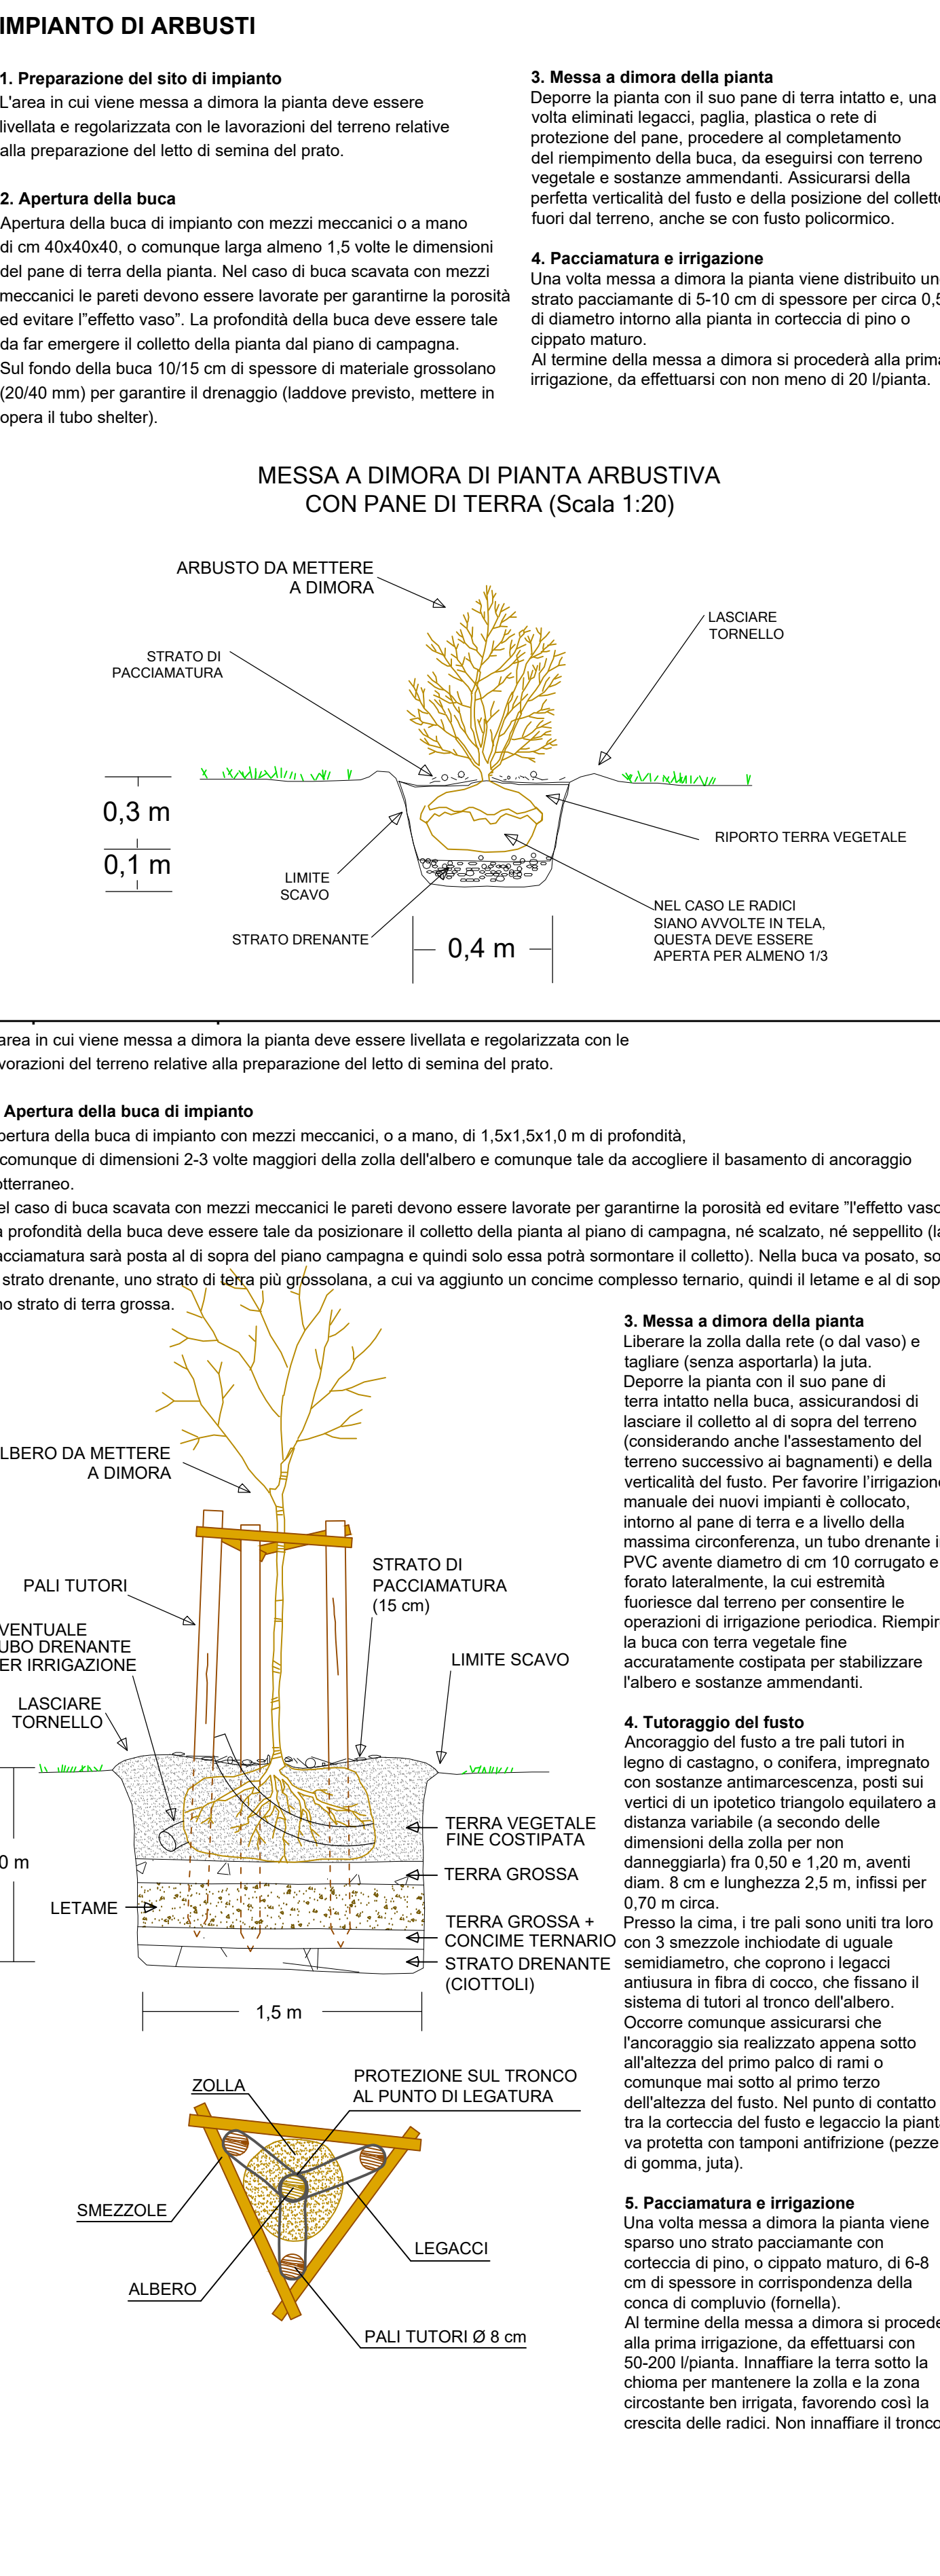 IMPIANTO DI ARBUSTI
1. Preparazione del sito di impianto
L'area in cui viene messa a dimora la pianta deve essere
livellata e regolarizzata con le lavorazioni del terreno relative
alla preparazione del letto di semina del prato.
2. Apertura della buca
Apertura della buca di impianto con mezzi meccanici o a mano
di cm 40x40x40, o comunque larga almeno 1,5 volte le dimensioni
del pane di terra della pianta. Nel caso di buca scavata con mezzi
meccanici le pareti devono essere lavorate per garantirne la porosità
ed evitare l"effetto vaso”. La profondità della buca deve essere tale
da far emergere il colletto della pianta dal piano di campagna.
Sul fondo della buca 10/15 cm di spessore di materiale grossolano
(20/40 mm) per garantire il drenaggio (laddove previsto, mettere in
opera il tubo shelter).
3. Messa a dimora della pianta
Deporre la pianta con il suo pane di terra intatto e, una
volta eliminati legacci, paglia, plastica o rete di
protezione del pane, procedere al completamento
del riempimento della buca, da eseguirsi con terreno
vegetale e sostanze ammendanti. Assicurarsi della
perfetta verticalità del fusto e della posizione del collett
fuori dal terreno, anche se con fusto policormico.
4. Pacciamatura e irrigazione
Una volta messa a dimora la pianta viene distribuito un
strato pacciamante di 5-10 cm di spessore per circa 0,5
di diametro intorno alla pianta in corteccia di pino o
cippato maturo.
Al termine della messa a dimora si procederà alla prima
irrigazione, da effettuarsi con non meno di 20 l/pianta.
MESSA A DIMORA DI PIANTA ARBUSTIVA
CON PANE DI TERRA (Scala 1:20)
ARBUSTO DA METTERE
A DIMORA
LASCIARE
TORNELLO
STRATO DI
PACCIAMATURA
0,3 m
0,1 m
RIPORTO TERRA VEGETALE
LIMITE
SCAVO
STRATO DRENANTE
0,4 m
NEL CASO LE RADICI
SIANO AVVOLTE IN TELA,
QUESTA DEVE ESSERE
APERTA PER ALMENO 1/3
area in cui viene messa a dimora la pianta deve essere livellata e regolarizzata con le
vorazioni del terreno relative alla preparazione del letto di semina del prato.
Apertura della buca di impianto
pertura della buca di impianto con mezzi meccanici, o a mano, di 1,5x1,5x1,0 m di profondità,
comunque di dimensioni 2-3 volte maggiori della zolla dell'albero e comunque tale da accogliere il basamento di ancoraggio
otterraneo.
el caso di buca scavata con mezzi meccanici le pareti devono essere lavorate per garantirne la porosità ed evitare ”l'effetto vaso
a profondità della buca deve essere tale da posizionare il colletto della pianta al piano di campagna, né scalzato, né seppellito (la
acciamatura sarà posta al di sopra del piano campagna e quindi solo essa potrà sormontare il colletto). Nella buca va posato, so
strato drenante, uno strato di terra più grossolana, a cui va aggiunto un concime complesso ternario, quindi il letame e al di sop
no strato di terra grossa.
LBERO DA METTERE
A DIMORA
PALI TUTORI
STRATO DI
PACCIAMATURA
(15 cm)
VENTUALE
UBO DRENANTE
ER IRRIGAZIONE
LIMITE SCAVO
LASCIARE
TORNELLO
TERRA VEGETALE
FINE COSTIPATA
0 m
TERRA GROSSA
LETAME
TERRA GROSSA +
CONCIME TERNARIO
STRATO DRENANTE
(CIOTTOLI)
1,5 m
ZOLLA
PROTEZIONE SUL TRONCO
AL PUNTO DI LEGATURA
SMEZZOLE
LEGACCI
ALBERO
PALI TUTORI Ø 8 cm
3. Messa a dimora della pianta
Liberare la zolla dalla rete (o dal vaso) e
tagliare (senza asportarla) la juta.
Deporre la pianta con il suo pane di
terra intatto nella buca, assicurandosi di
lasciare il colletto al di sopra del terreno
(considerando anche l'assestamento del
terreno successivo ai bagnamenti) e della
verticalità del fusto. Per favorire l’irrigazione
manuale dei nuovi impianti è collocato,
intorno al pane di terra e a livello della
massima circonferenza, un tubo drenante i
PVC avente diametro di cm 10 corrugato e
forato lateralmente, la cui estremità
fuoriesce dal terreno per consentire le
operazioni di irrigazione periodica. Riempir
la buca con terra vegetale fine
accuratamente costipata per stabilizzare
l'albero e sostanze ammendanti.
4. Tutoraggio del fusto
Ancoraggio del fusto a tre pali tutori in
legno di castagno, o conifera, impregnato
con sostanze antimarcescenza, posti sui
vertici di un ipotetico triangolo equilatero a
distanza variabile (a secondo delle
dimensioni della zolla per non
danneggiarla) fra 0,50 e 1,20 m, aventi
diam. 8 cm e lunghezza 2,5 m, infissi per
0,70 m circa.
Presso la cima, i tre pali sono uniti tra loro
con 3 smezzole inchiodate di uguale
semidiametro, che coprono i legacci
antiusura in fibra di cocco, che fissano il
sistema di tutori al tronco dell'albero.
Occorre comunque assicurarsi che
l'ancoraggio sia realizzato appena sotto
all'altezza del primo palco di rami o
comunque mai sotto al primo terzo
dell'altezza del fusto. Nel punto di contatto
tra la corteccia del fusto e legaccio la piant
va protetta con tamponi antifrizione (pezze
di gomma, juta).
5. Pacciamatura e irrigazione
Una volta messa a dimora la pianta viene
sparso uno strato pacciamante con
corteccia di pino, o cippato maturo, di 6-8
cm di spessore in corrispondenza della
conca di compluvio (fornella).
Al termine della messa a dimora si procede
alla prima irrigazione, da effettuarsi con
50-200 l/pianta. Innaffiare la terra sotto la
chioma per mantenere la zolla e la zona
circostante ben irrigata, favorendo così la
crescita delle radici. Non innaffiare il tronco